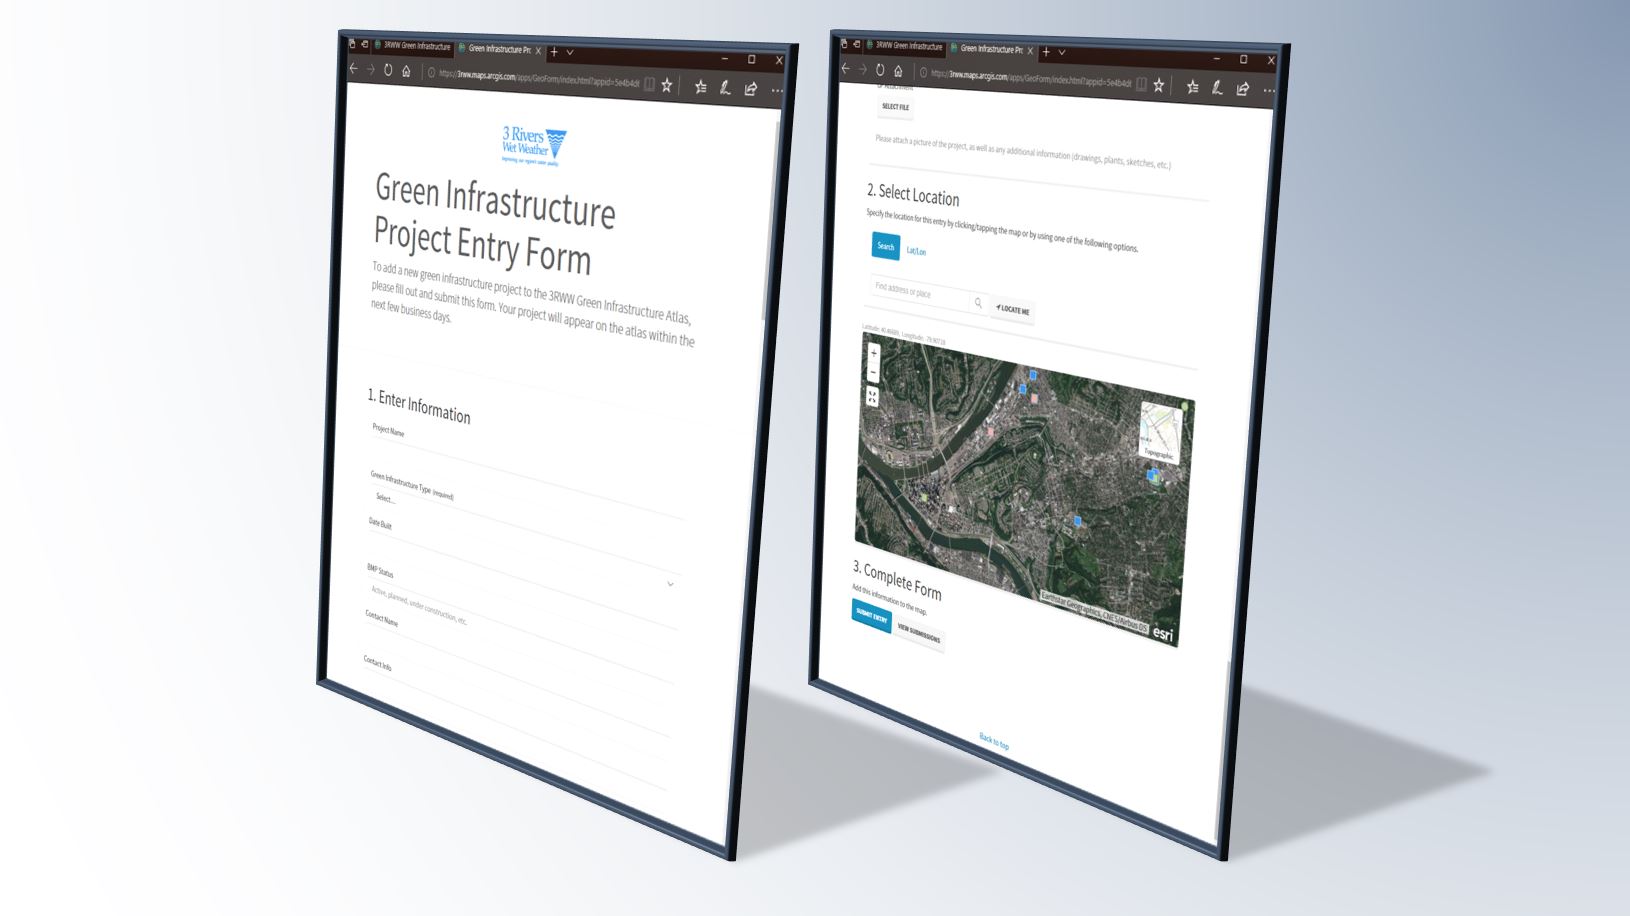 3RWW Green Infrastructure
Green Infrastructure Pro
https://3rww.maps.arcgis.com/apps/GeoForm/index.html?appid=5e4b4df
3 Rivers
Wet Weather
improving our region's water quality
Green Infrastructure
Project Entry Form
To add a new green infrastructure project to the 3RWW Green Infrastructure Atlas,
please fill out and submit this form. Your project will appear on the atlas within the
next few business days.
1. Enter Information
Project Name
Green Infrastructure Type (required)
Select...
Date Built
BMP Status
Active, planned, under construction, etc.
Contact Name
Contact Info
3RWW Green Infrastructure
Green Infrastructure Pro
https://3rww.maps.arcgis.com/apps/GeoForm/index.html?appid=5e4b4df
Attachment
SELECT FILE
Please attach a picture of the project, as well as any additional information (drawings, plants, sketches, etc.)
2. Select Location
Specify the location for this entry by clicking/tapping the map or by using one of the following options.
Search
Lat/Lon
Find address or place
LOCATE ME
Latitude: Longitude:
+
−
Topographic
Earthstar Geographics, CNES/Airbus DS
esri
3. Complete Form
Add this information to the map.
SUBMIT ENTRY
VIEW SUBMISSIONS
Back to top